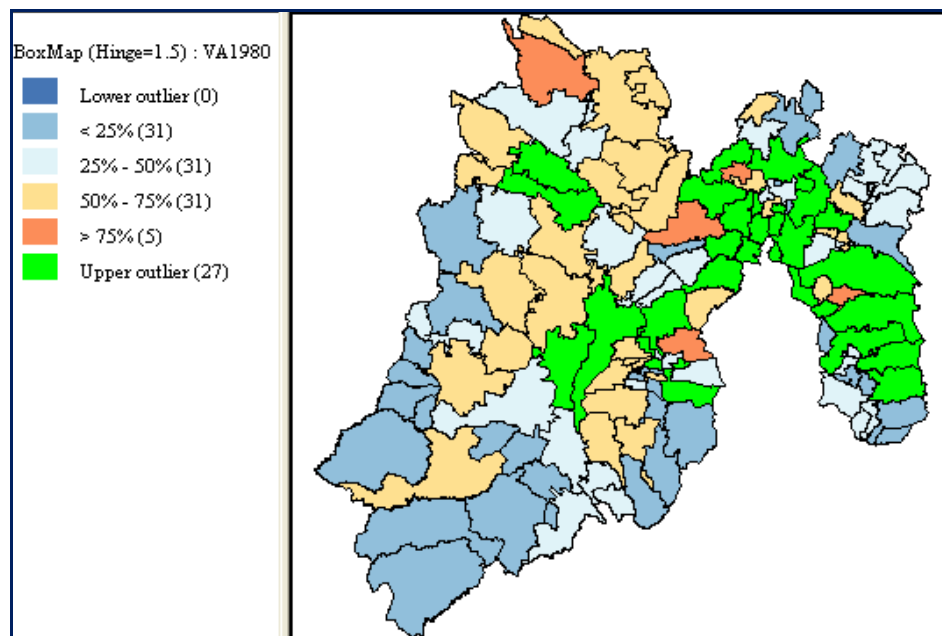 BoxMap (Hinge=1.5) : VA1980
Lower outlier (0)
< 25% (31)
25% - 50% (31)
50% - 75% (31)
> 75% (5)
Upper outlier (27)